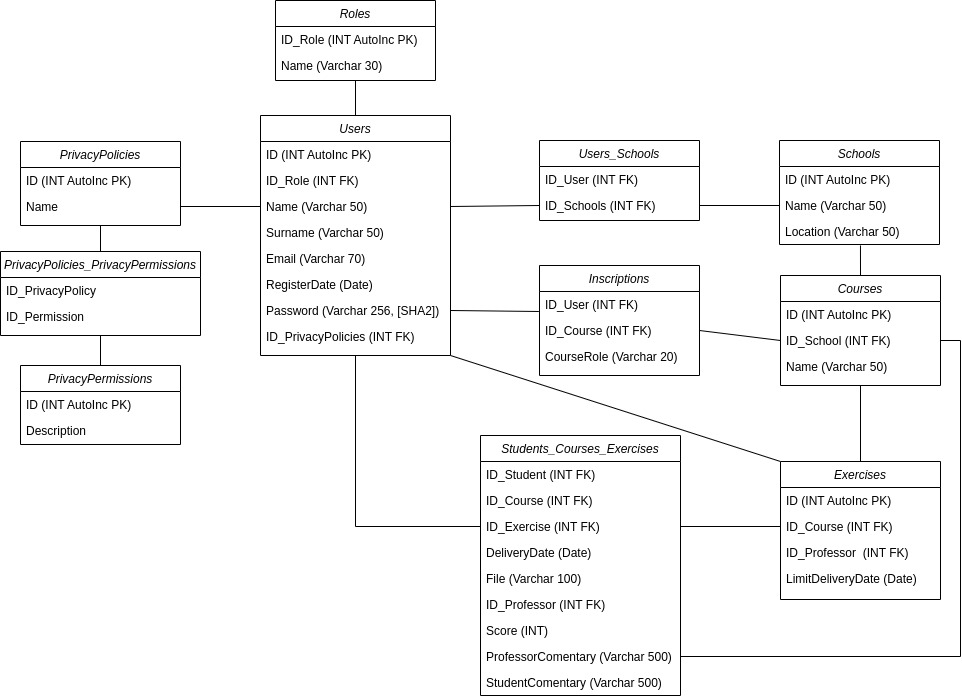 Roles
ID_Role (INT AutoInc PK)
Name (Varchar 30)
Users
ID (INT AutoInc PK)
ID_Role (INT FK)
Name (Varchar 50)
Surname (Varchar 50)
Email (Varchar 70)
RegisterDate (Date)
Password (Varchar 256, [SHA2])
ID_PrivacyPolicies (INT FK)
PrivacyPolicies
ID (INT AutoInc PK)
Name
PrivacyPolicies_PrivacyPermissions
ID_PrivacyPolicy
ID_Permission
PrivacyPermissions
ID (INT AutoInc PK)
Description
Users_Schools
ID_User (INT FK)
ID_Schools (INT FK)
Schools
ID (INT AutoInc PK)
Name (Varchar 50)
Location (Varchar 50)
Inscriptions
ID_User (INT FK)
ID_Course (INT FK)
CourseRole (Varchar 20)
Courses
ID (INT AutoInc PK)
ID_School (INT FK)
Name (Varchar 50)
Students_Courses_Exercises
ID_Student (INT FK)
ID_Course (INT FK)
ID_Exercise (INT FK)
DeliveryDate (Date)
File (Varchar 100)
ID_Professor (INT FK)
Score (INT)
ProfessorComentary (Varchar 500)
StudentComentary (Varchar 500)
Exercises
ID (INT AutoInc PK)
ID_Course (INT FK)
ID_Professor  (INT FK)
LimitDeliveryDate (Date)